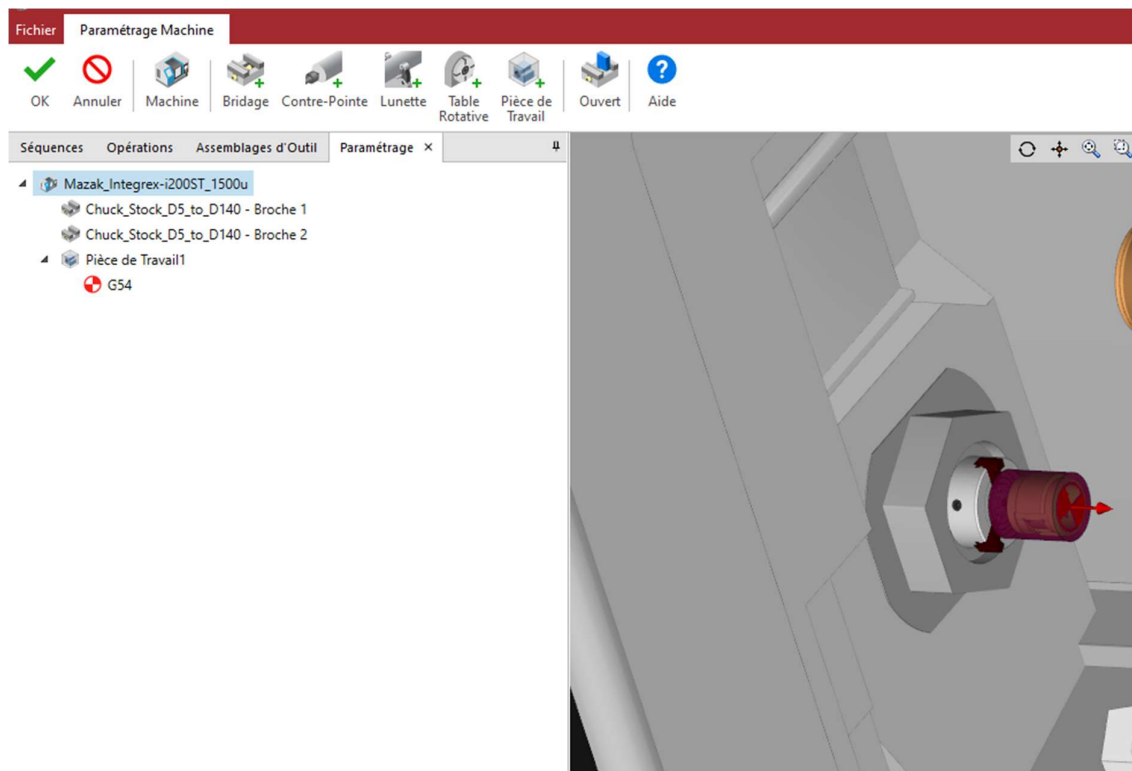 Fichier Paramétrage Machine
OK Annuler Machine Bridage Contre-Pointe Lunette Table Rotative Pièce de Travail Ouvert Aide
Séquences Opérations Assemblages d'Outil Paramétrage ×
Mazak_Integrex-i200ST_1500u
Chuck_Stock_D5_to_D140 - Broche 1
Chuck_Stock_D5_to_D140 - Broche 2
Pièce de Travail1
G54